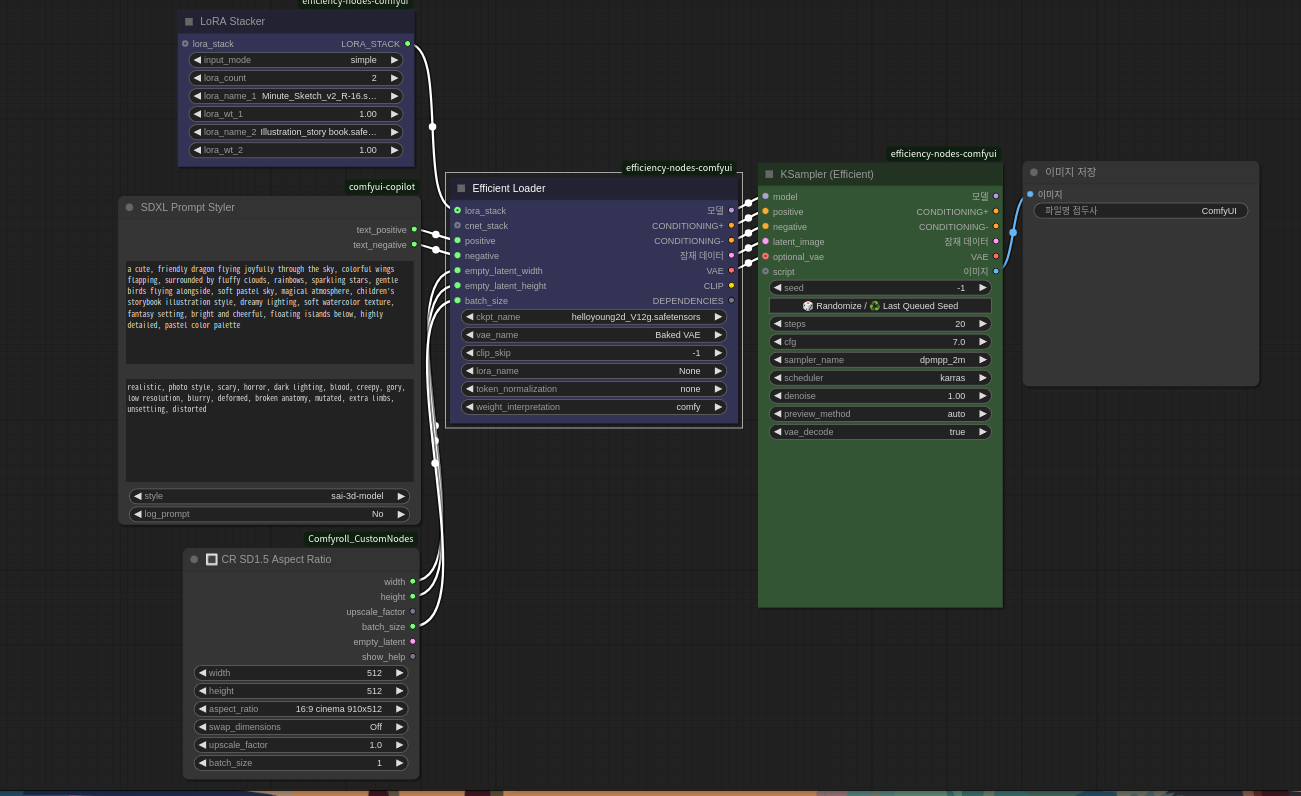 efficiency-nodes-comfyui
LoRA Stacker
lora_stack LORA_STACK
input_mode simple
lora_count 2
lora_name_1 Minute_Sketch_v2_R-16.s...
lora_wt_1 1.00
lora_name_2 Illustration_story book.safe...
lora_wt_2 1.00
comfyui-copilot
SDXL Prompt Styler
text_positive
text_negative
a cute, friendly dragon flying joyfully through the sky, colorful wings
flapping, surrounded by fluffy clouds, rainbows, sparkling stars, gentle
birds flying alongside, soft pastel sky, magical atmosphere, children's
storybook illustration style, dreamy lighting, soft watercolor texture,
fantasy setting, bright and cheerful, floating islands below, highly
detailed, pastel color palette
realistic, photo style, scary, horror, dark lighting, blood, creepy, gory,
low resolution, blurry, deformed, broken anatomy, mutated, extra limbs,
unsettling, distorted
style sai-3d-model
log_prompt No
Comfyroll_CustomNodes
CR SD1.5 Aspect Ratio
width
height
upscale_factor
batch_size
empty_latent
show_help
width 512
height 512
aspect_ratio 16:9 cinema 910x512
swap_dimensions Off
upscale_factor 1.0
batch_size 1
efficiency-nodes-comfyui
Efficient Loader
lora_stack 모델
cnet_stack CONDITIONING+
positive CONDITIONING-
negative 잠재 데이터
empty_latent_width VAE
empty_latent_height CLIP
batch_size DEPENDENCIES
ckpt_name helloyoung2d_V12g.safetensors
vae_name Baked VAE
clip_skip -1
lora_name None
token_normalization none
weight_interpretation comfy
efficiency-nodes-comfyui
KSampler (Efficient)
model 모델
positive CONDITIONING+
negative CONDITIONING-
latent_image 잠재 데이터
optional_vae VAE
script 이미지
seed -1
🎲 Randomize / ♻️ Last Queued Seed
steps 20
cfg 7.0
sampler_name dpmpp_2m
scheduler karras
denoise 1.00
preview_method auto
vae_decode true
이미지 저장
이미지
파일명 접두사 ComfyUI